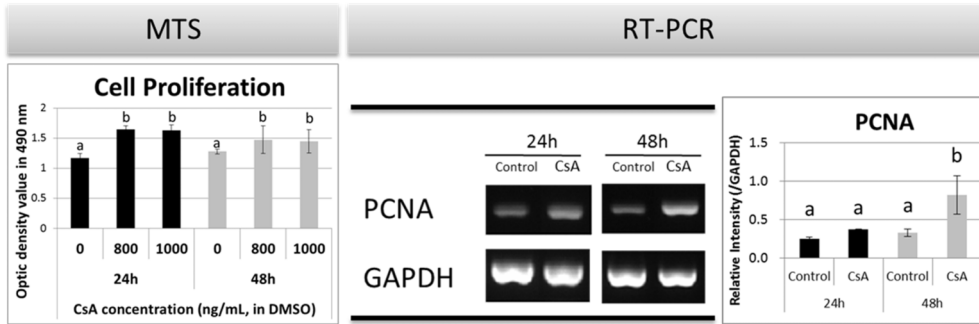 MTS
RT-PCR
Cell Proliferation
Optic density value in 490 nm
2
1.5
1
0.5
0
a
b
b
a
b
b
0 800 1000 0 800 1000
24h 48h
CsA concentration (ng/mL, in DMSO)
24h 48h
Control CsA Control CsA
PCNA
GAPDH
PCNA
Relative Intensity (/GAPDH)
1.5
1.0
0.5
0.0
a
a
a
b
Control CsA Control CsA
24h 48h